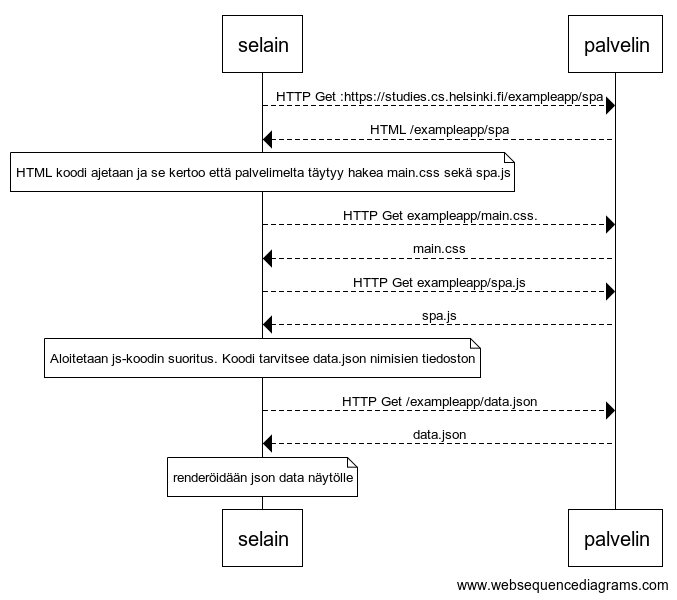 selain
palvelin
HTTP Get :https://studies.cs.helsinki.fi/exampleapp/spa
HTML /exampleapp/spa
HTML koodi ajetaan ja se kertoo että palvelimelta täytyy hakea main.css sekä spa.js
HTTP Get exampleapp/main.css.
main.css
HTTP Get exampleapp/spa.js
spa.js
Aloitetaan js-koodin suoritus. Koodi tarvitsee data.json nimisien tiedoston
HTTP Get /exampleapp/data.json
data.json
renderöidään json data näytölle
selain
palvelin
www.websequencediagrams.com